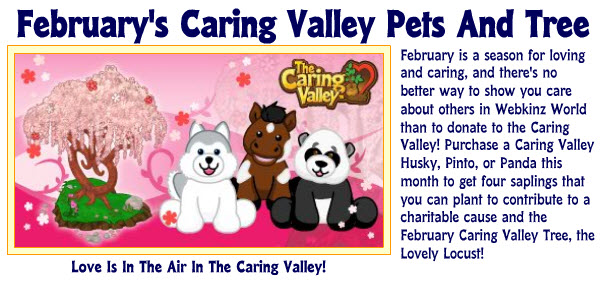 February's Caring Valley Pets And Tree
The
Caring
Valley
February is a season for loving
and caring, and there's no
better way to show you care
about others in Webkinz World
than to donate to the Caring
Valley! Purchase a Caring Valley
Husky, Pinto, or Panda this
month to get four saplings that
you can plant to contribute to a
charitable cause and the
February Caring Valley Tree, the
Lovely Locust!
Love Is In The Air In The Caring Valley!